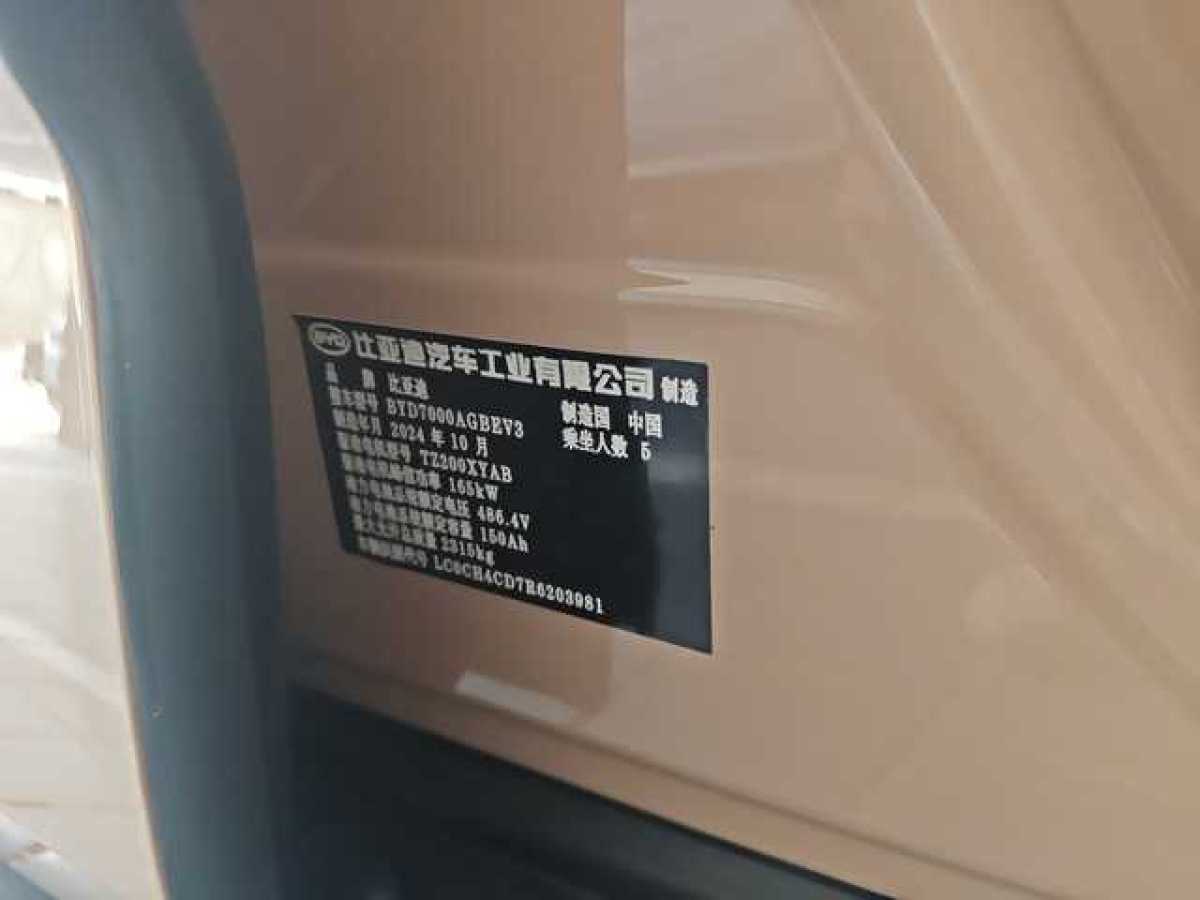 BYD 比亚迪汽车工业有限公司 制造
品牌 比亚迪 制造国 中国
整车型号 BYD7000AGBEV3 乘坐人数 5
制造年月 2024 年 10 月
驱动电机型号 TZ200XYAB
驱动电机峰值功率 165kW
动力电池系统额定电压 486.4V
动力电池系统额定容量 150Ah
最大允许总质量 2315kg
车辆识别代号 LC0CH4CD7R6203981